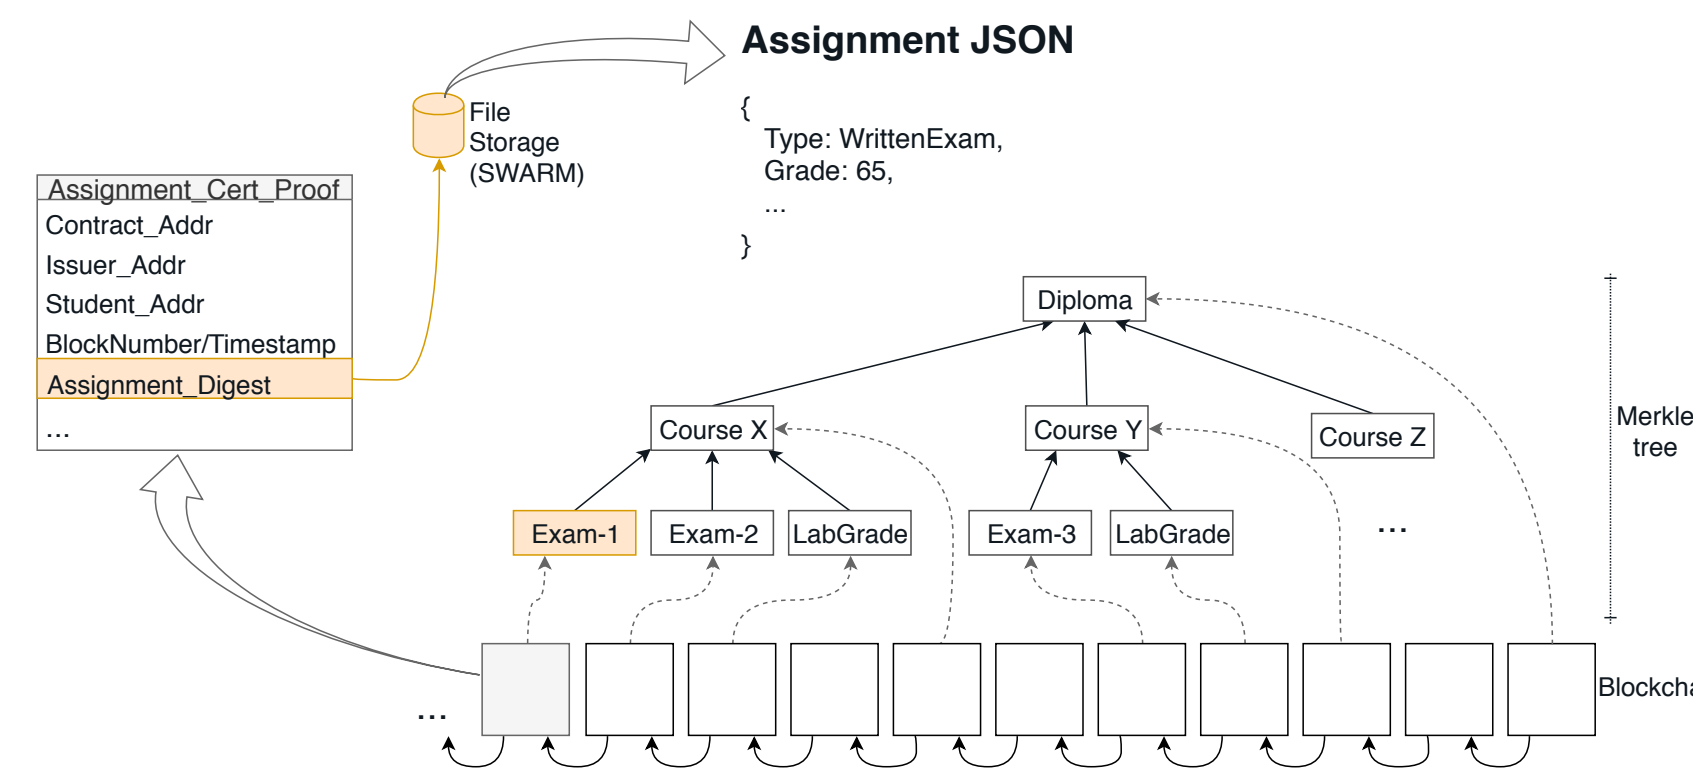 Assignment JSON
{
Type: WrittenExam,
Grade: 65,
...
}
File
Storage
(SWARM)
Assignment_Cert_Proof
Contract_Addr
Issuer_Addr
Student_Addr
BlockNumber/Timestamp
Assignment_Digest
...
Diploma
Course X
Course Y
Course Z
Merkle
tree
Exam-1
Exam-2
LabGrade
Exam-3
LabGrade
...
...
Blockcha